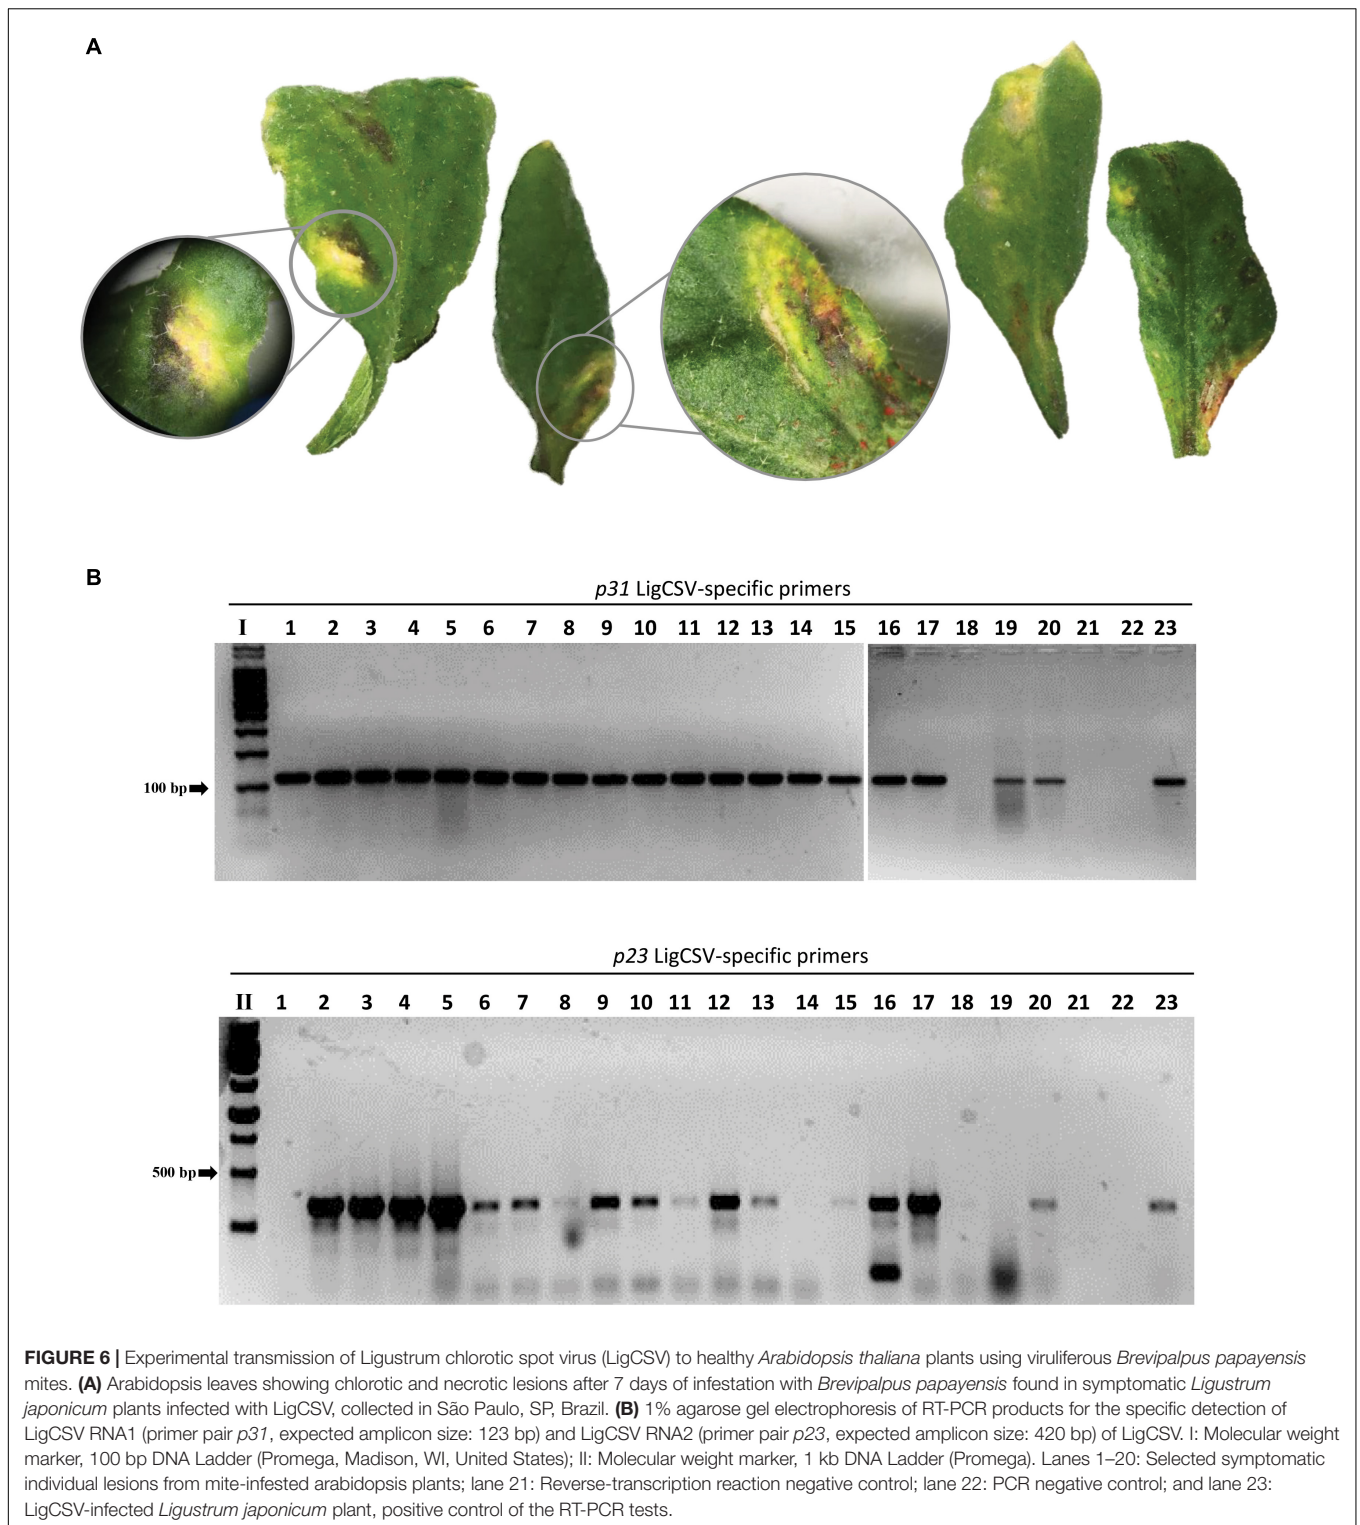 A
B
p31 LigCSV-specific primers
I 1 2 3 4 5 6 7 8 9 10 11 12 13 14 15 16 17 18 19 20 21 22 23
100 bp
p23 LigCSV-specific primers
II 1 2 3 4 5 6 7 8 9 10 11 12 13 14 15 16 17 18 19 20 21 22 23
500 bp
FIGURE 6 | Experimental transmission of Ligustrum chlorotic spot virus (LigCSV) to healthy Arabidopsis thaliana plants using viruliferous Brevipalpus papayensis
mites. (A) Arabidopsis leaves showing chlorotic and necrotic lesions after 7 days of infestation with Brevipalpus papayensis found in symptomatic Ligustrum
japonicum plants infected with LigCSV, collected in São Paulo, SP, Brazil. (B) 1% agarose gel electrophoresis of RT-PCR products for the specific detection of
LigCSV RNA1 (primer pair p31, expected amplicon size: 123 bp) and LigCSV RNA2 (primer pair p23, expected amplicon size: 420 bp) of LigCSV. I: Molecular weight
marker, 100 bp DNA Ladder (Promega, Madison, WI, United States); II: Molecular weight marker, 1 kb DNA Ladder (Promega). Lanes 1–20: Selected symptomatic
individual lesions from mite-infested arabidopsis plants; lane 21: Reverse-transcription reaction negative control; lane 22: PCR negative control; and lane 23:
LigCSV-infected Ligustrum japonicum plant, positive control of the RT-PCR tests.